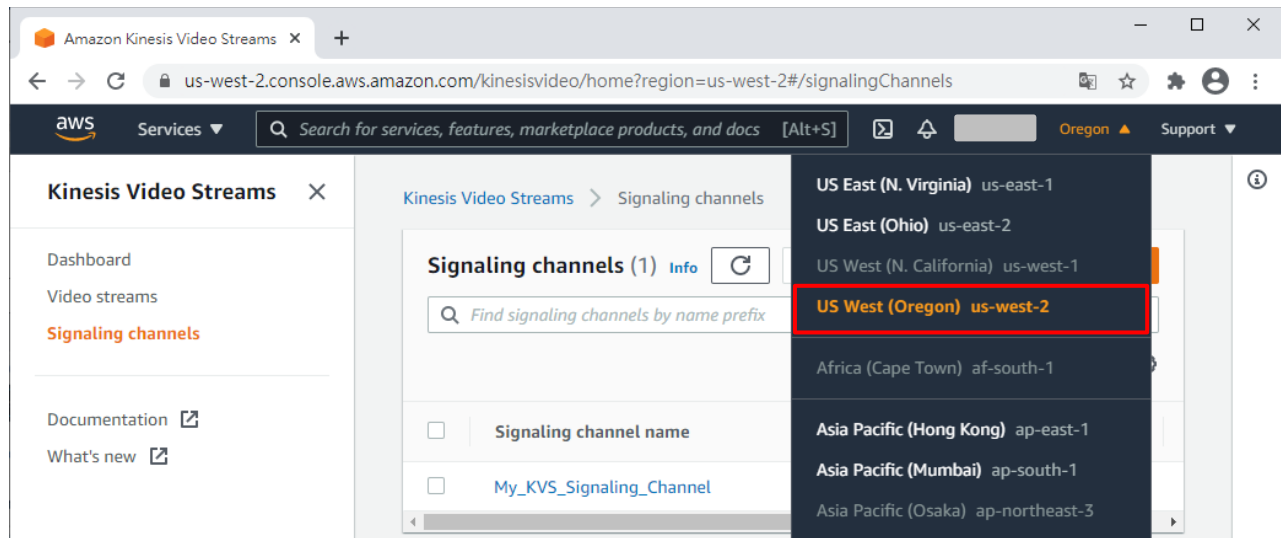 Amazon Kinesis Video Streams
us-west-2.console.aws.amazon.com/kinesisvideo/home?region=us-west-2#/signalingChannels
aws Services Search for services, features, marketplace products, and docs [Alt+S] Oregon Support
Kinesis Video Streams
Dashboard
Video streams
Signaling channels
Documentation
What's new
Kinesis Video Streams > Signaling channels
Signaling channels (1) Info
Find signaling channels by name prefix
Signaling channel name
My_KVS_Signaling_Channel
US East (N. Virginia) us-east-1
US East (Ohio) us-east-2
US West (N. California) us-west-1
US West (Oregon) us-west-2
Africa (Cape Town) af-south-1
Asia Pacific (Hong Kong) ap-east-1
Asia Pacific (Mumbai) ap-south-1
Asia Pacific (Osaka) ap-northeast-3